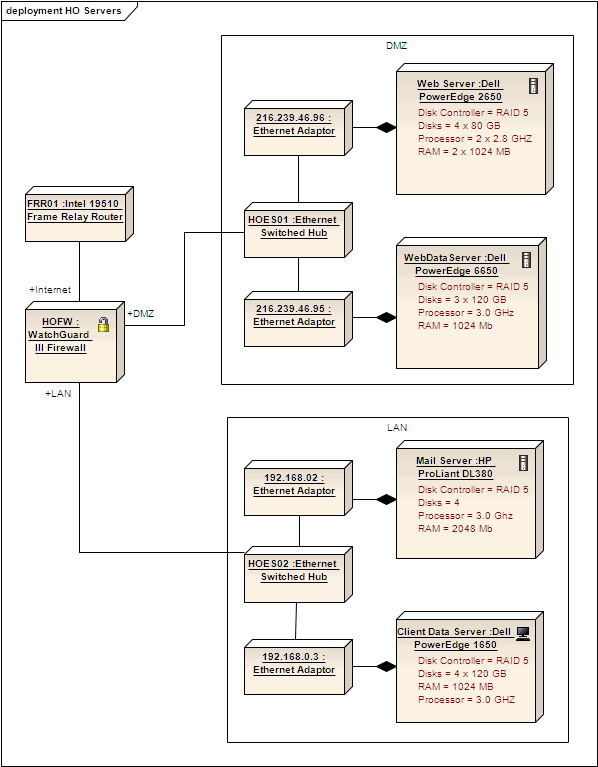 deployment HO Servers
DMZ
216.239.46.96 :
Ethernet Adaptor
Web Server :Dell
PowerEdge 2650
Disk Controller = RAID 5
Disks = 4 x 80 GB
Processor = 2 x 2.8 GHZ
RAM = 2 x 1024 MB
FRR01 :Intel 19510
Frame Relay Router
HOES01 :Ethernet
Switched Hub
WebDataServer :Dell
PowerEdge 6650
Disk Controller = RAID 5
Disks = 3 x 120 GB
Processor = 3.0 GHz
RAM = 1024 Mb
+Internet
216.239.46.95 :
Ethernet Adaptor
+DMZ
HOFW :
WatchGuard
III Firewall
+LAN
LAN
192.168.02 :
Ethernet Adaptor
Mail Server :HP
ProLiant DL380
Disk Controller = RAID 5
Disks = 4
Processor = 3.0 Ghz
RAM = 2048 Mb
HOES02 :Ethernet
Switched Hub
192.168.0.3 :
Ethernet Adaptor
Client Data Server :Dell
PowerEdge 1650
Disk Controller = RAID 5
Disks = 4 x 120 GB
RAM = 1024 MB
Processor = 3.0 GHZ